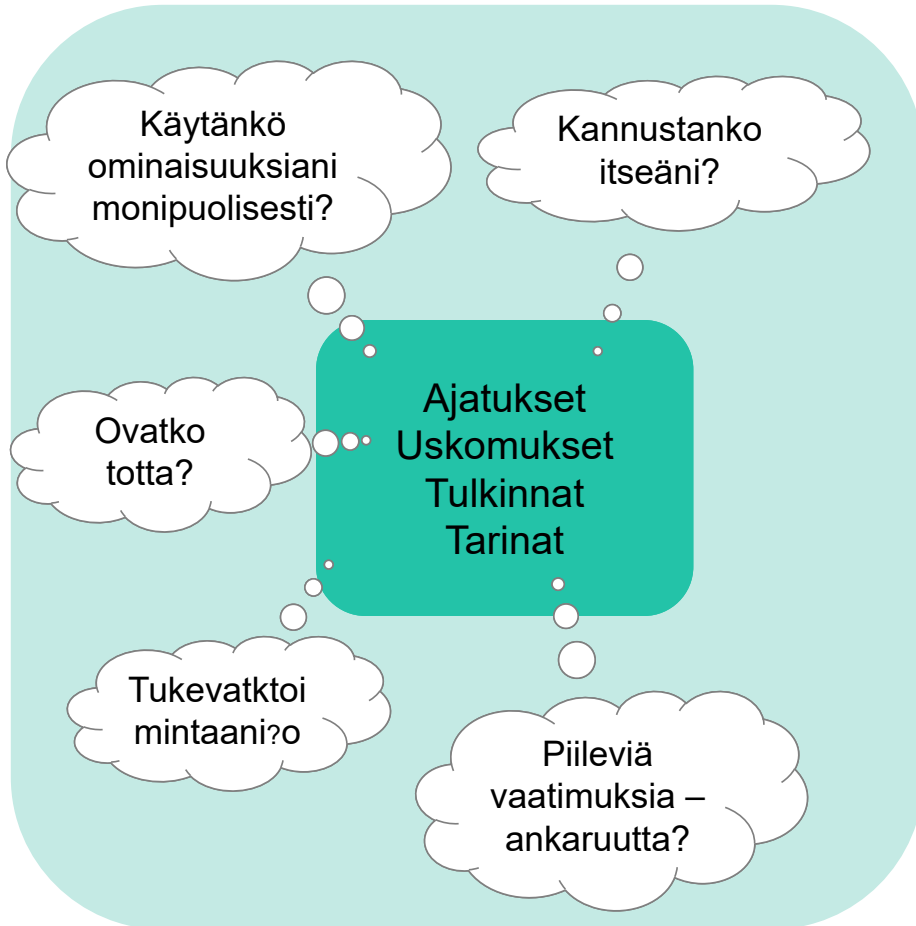 Käytänkö
ominaisuuksiani
monipuolisesti?
Kannustanko
itseäni?
Ajatukset
Uskomukset
Tulkinnat
Tarinat
Ovatko
totta?
Tukevatktoi
mintaani?o
Piileviä
vaatimuksia –
ankaruutta?